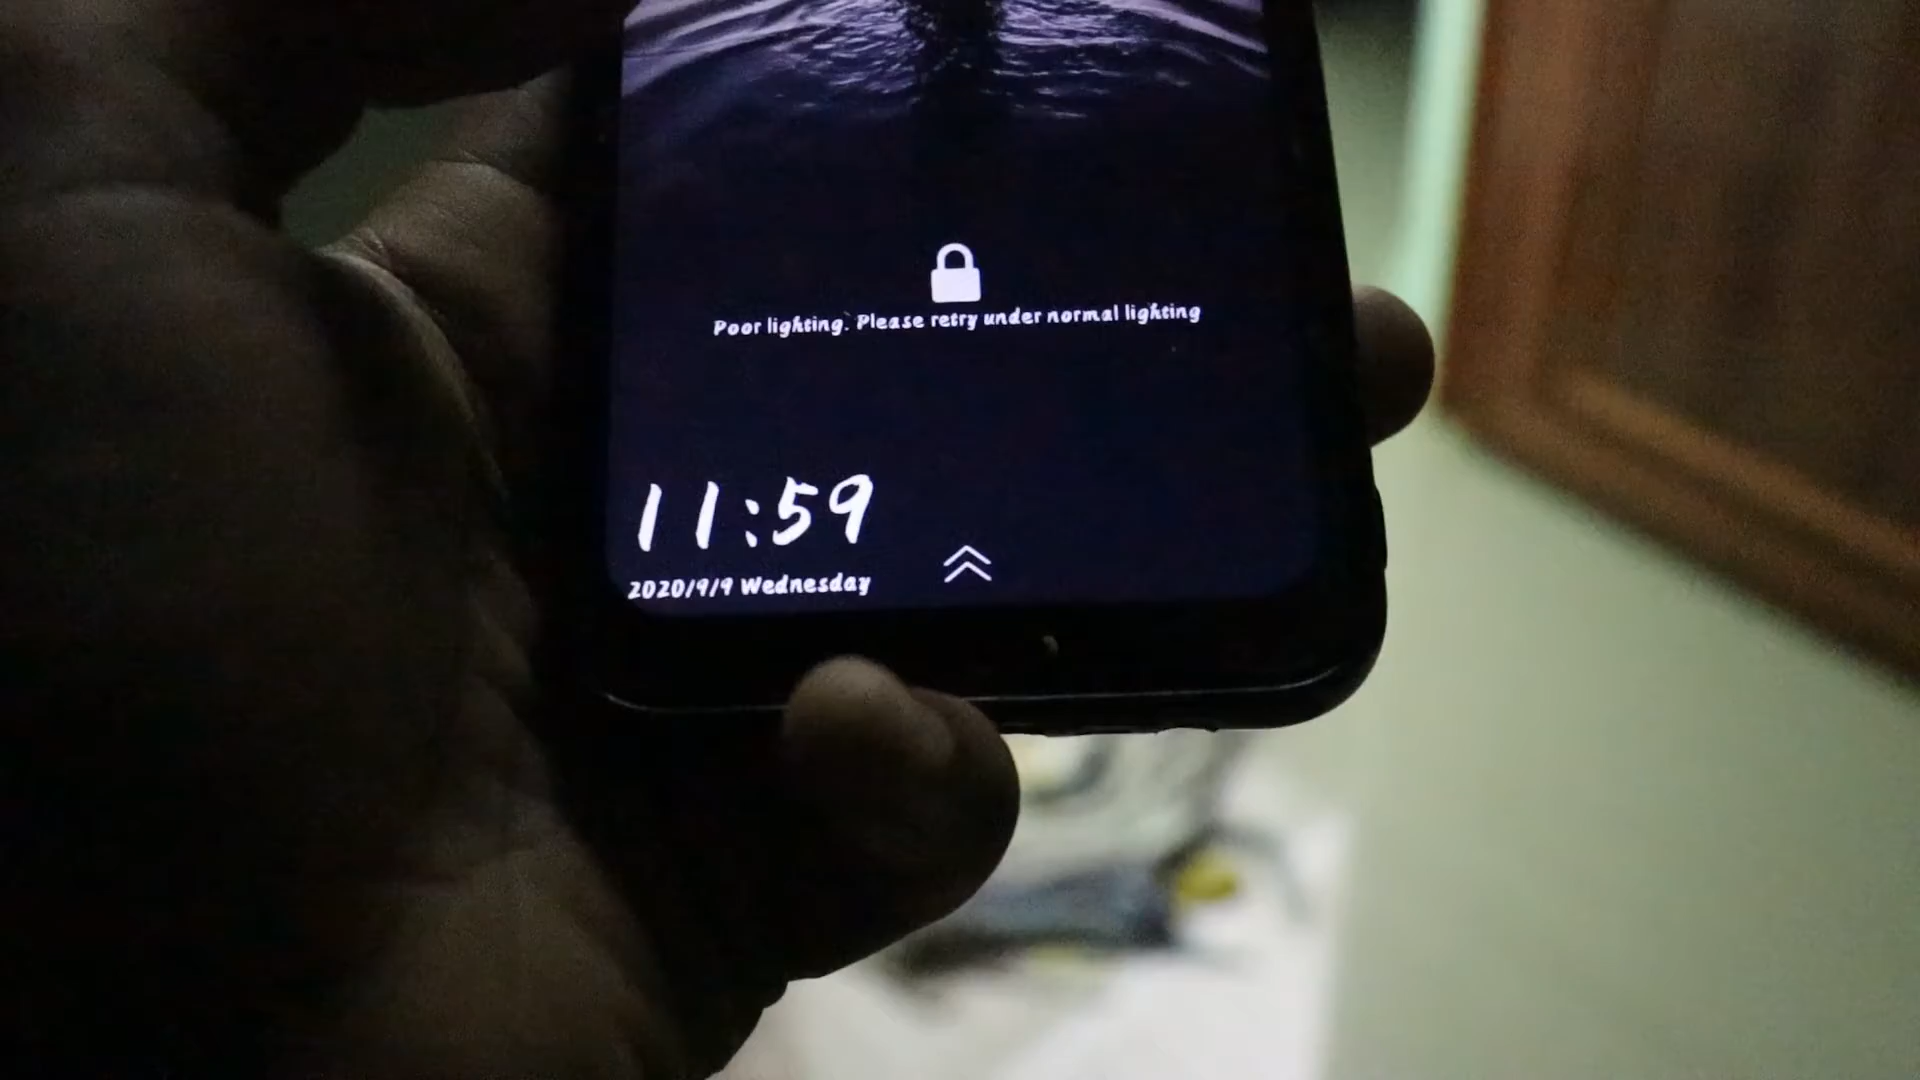 Poor lighting. Please retry under normal lighting
11:59
2020/9/9 Wednesday